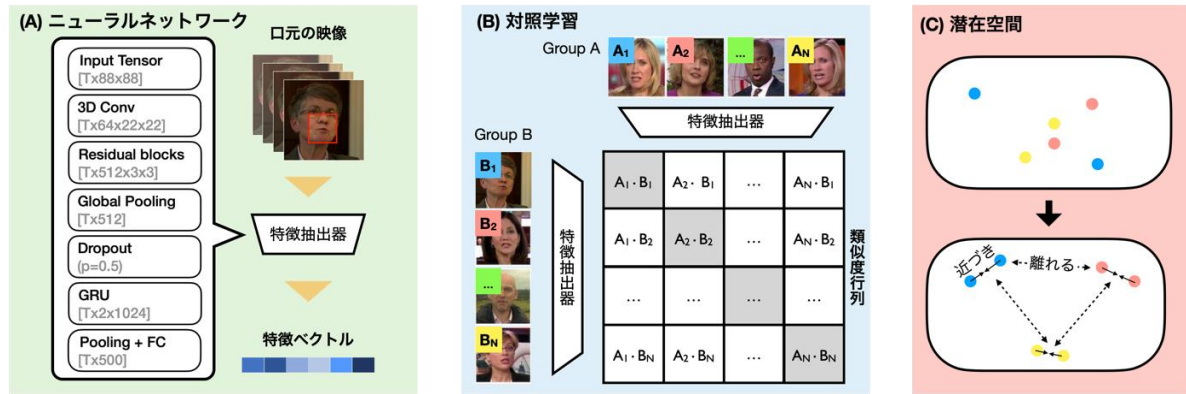 (A) ニューラルネットワーク
Input Tensor
[Tx88x88]
3D Conv
[Tx64x22x22]
Residual blocks
[Tx512x3x3]
Global Pooling
[Tx512]
Dropout
(p=0.5)
GRU
[Tx2x1024]
Pooling + FC
[Tx500]
口元の映像
特徴抽出器
特徴ベクトル
(B) 対照学習
Group A
A1
A2
...
AN
特徴抽出器
Group B
B1
B2
...
BN
特徴抽出器
A1・B1 A2・B1 ... AN・B1
A1・B2 A2・B2 ... AN・B2
... ... ... ...
A1・BN A2・BN ... AN・BN
類似度行列
(C) 潜在空間
近づき
離れる